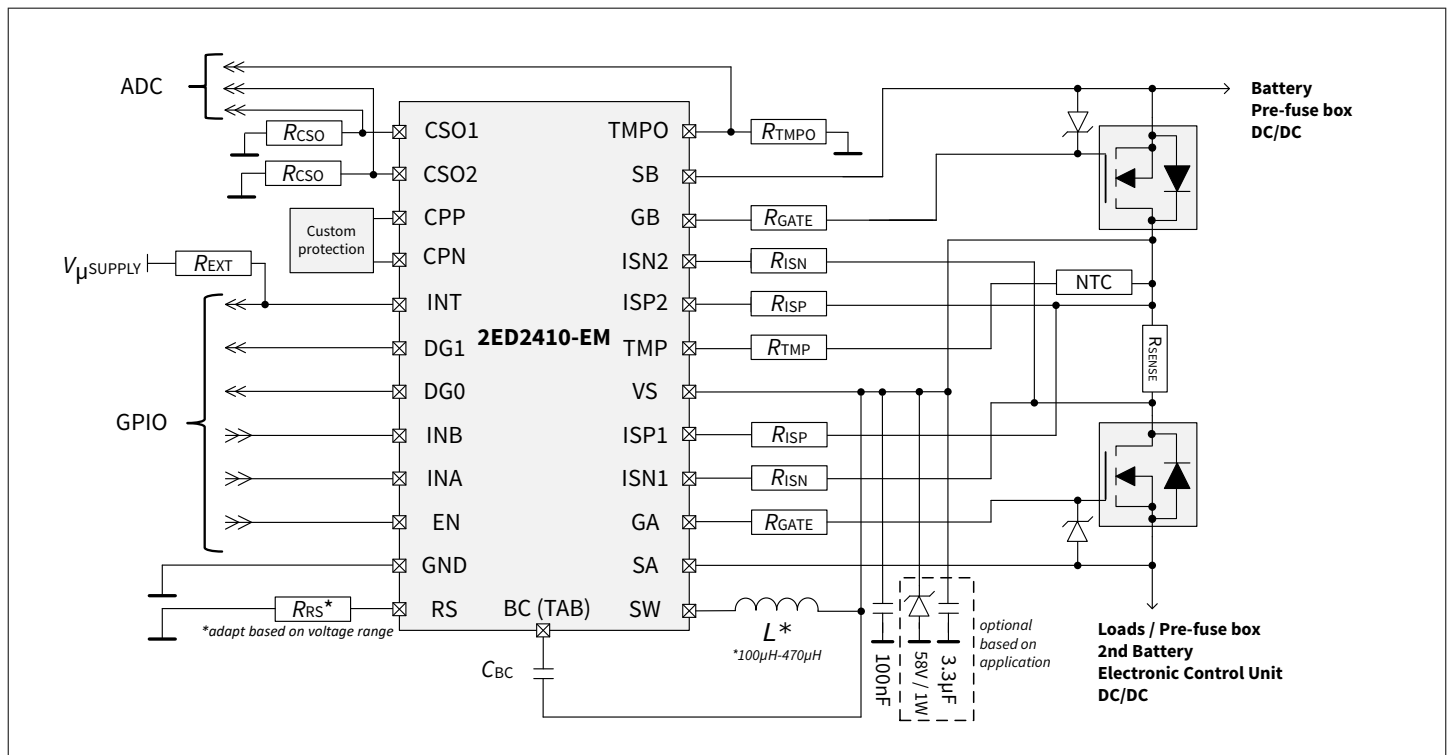 ADC
CSO1
RCSO
CSO2
RCSO
CPP
CPN
Custom
protection
VµSUPPLY
REXT
INT
DG1
DG0
GPIO
INB
INA
EN
GND
RS
RRS*
*adapt based on voltage range
2ED2410-EM
BC (TAB)
CBC
TMPO
RTMPO
SB
GB
RGATE
ISN2
RISN
ISP2
RISP
TMP
RTMP
VS
ISP1
RISP
ISN1
RISN
GA
RGATE
SA
SW
L*
*100µH-470µH
100nF
58V / 1W
3.3µF
optional
based on
application
NTC
RSENSE
Battery
Pre-fuse box
DC/DC
Loads / Pre-fuse box
2nd Battery
Electronic Control Unit
DC/DC